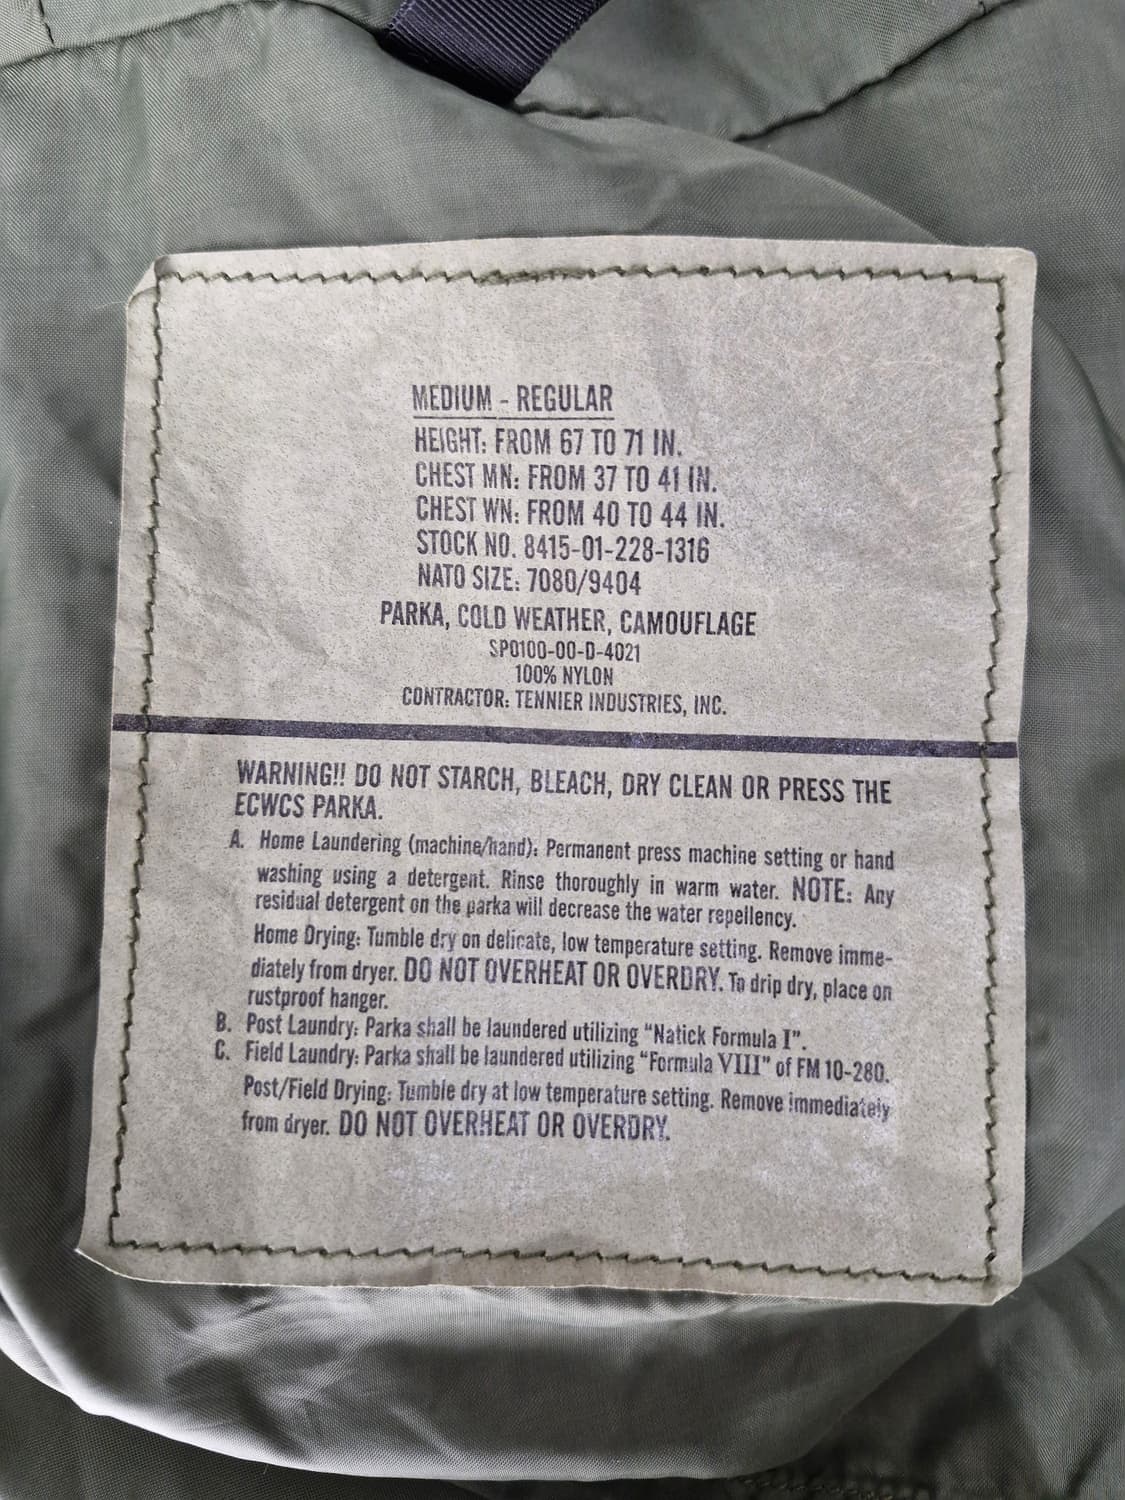 MEDIUM - REGULAR
HEIGHT: FROM 67 TO 71 IN.
CHEST MN: FROM 37 TO 41 IN.
CHEST WN: FROM 40 TO 44 IN.
STOCK NO. 8415-01-228-1316
NATO SIZE: 7080/9404
PARKA, COLD WEATHER, CAMOUFLAGE
SP0100-00-D-4021
100% NYLON
CONTRACTOR: TENNIER INDUSTRIES, INC.
WARNING!! DO NOT STARCH, BLEACH, DRY CLEAN OR PRESS THE
ECWCS PARKA.
A. Home Laundering (machine/hand): Permanent press machine setting or hand
washing using a detergent. Rinse thoroughly in warm water. NOTE: Any
residual detergent on the parka will decrease the water repellency.
Home Drying: Tumble dry on delicate, low temperature setting. Remove imme-
diately from dryer. DO NOT OVERHEAT OR OVERDRY. To drip dry, place on
rustproof hanger.
B. Post Laundry: Parka shall be laundered utilizing “Natick Formula I”.
C. Field Laundry: Parka shall be laundered utilizing “Formula VIII” of FM 10-280.
Post/Field Drying: Tumble dry at low temperature setting. Remove immediately
from dryer. DO NOT OVERHEAT OR OVERDRY.